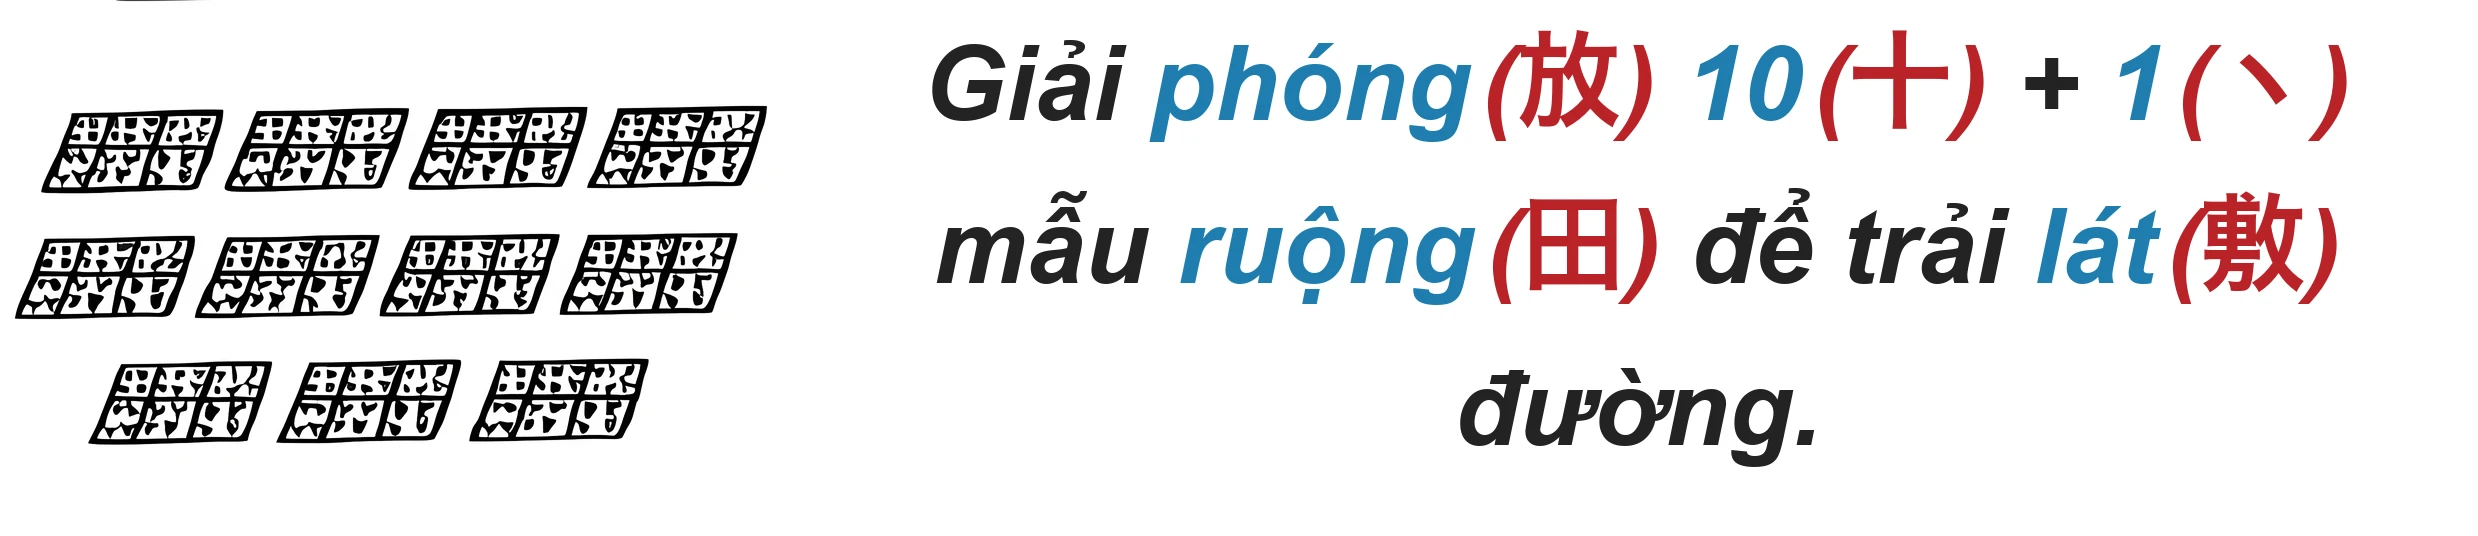 Giải phóng(放) 10(十) + 1(丶)
mẫu ruộng(田) để trải lát(敷)
đường.